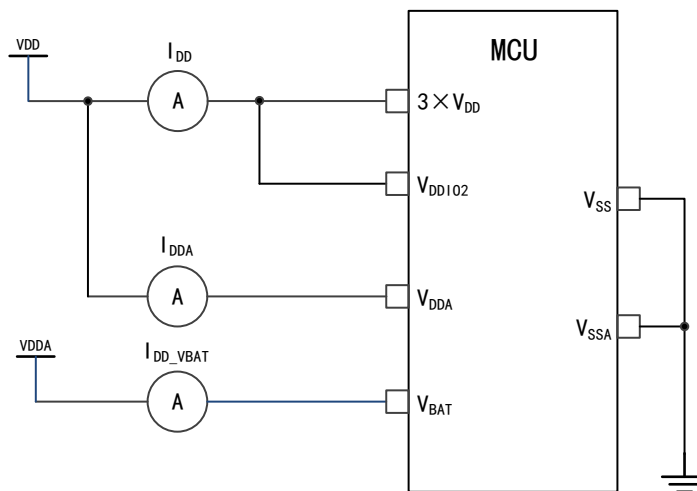 VDD
IDD
A
MCU
3×VDD
VDDIO2
VSS
IDDA
A
VDDA
VSSA
VDDA
IDD_VBAT
A
VBAT